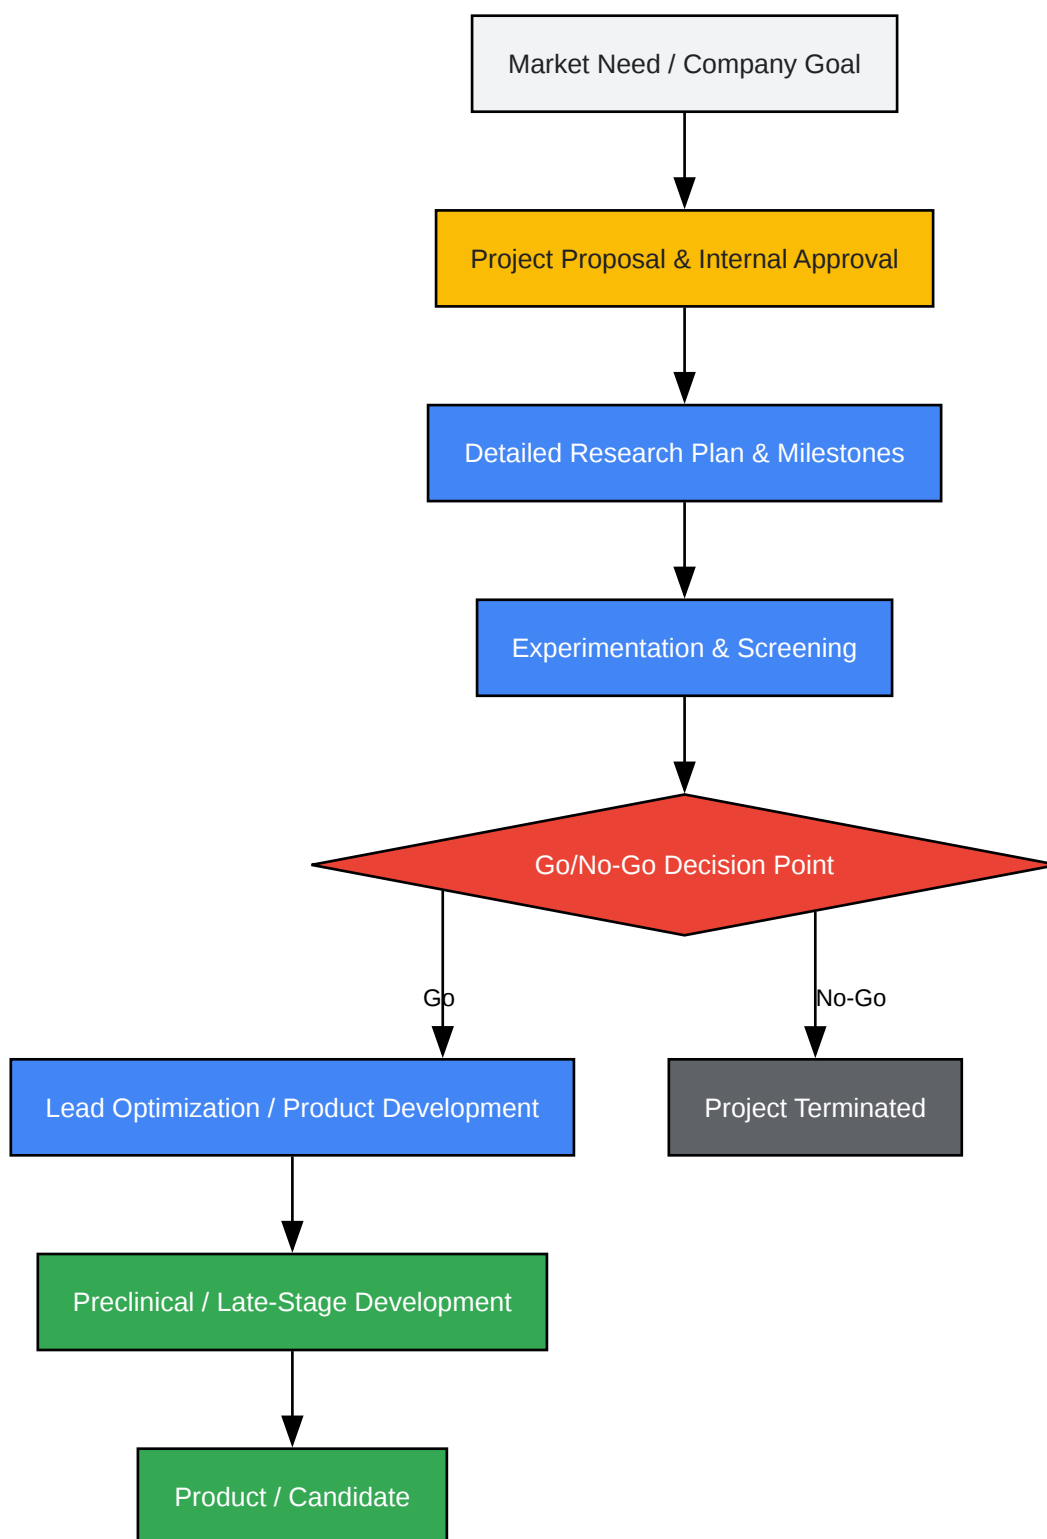 Market Need / Company Goal
Project Proposal & Internal Approval
Detailed Research Plan & Milestones
Experimentation & Screening
Go/No-Go Decision Point
Go
No-Go
Lead Optimization / Product Development
Project Terminated
Preclinical / Late-Stage Development
Product / Candidate